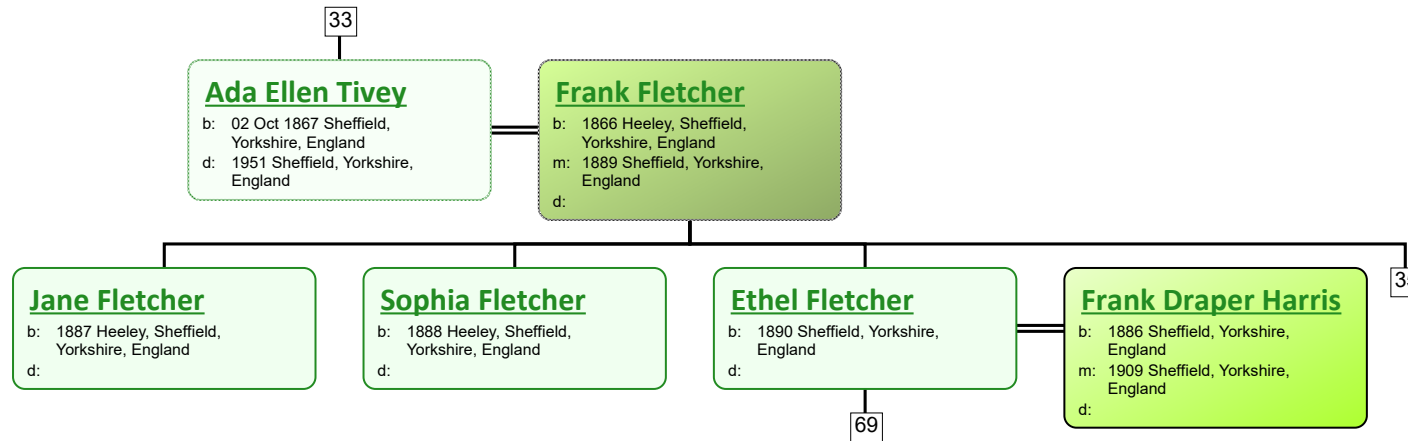 33
Ada Ellen Tivey
b: 02 Oct 1867 Sheffield,
Yorkshire, England
d: 1951 Sheffield, Yorkshire,
England
Frank Fletcher
b: 1866 Heeley, Sheffield,
Yorkshire, England
m: 1889 Sheffield, Yorkshire,
England
d:
Jane Fletcher
b: 1887 Heeley, Sheffield,
Yorkshire, England
d:
Sophia Fletcher
b: 1888 Heeley, Sheffield,
Yorkshire, England
d:
Ethel Fletcher
b: 1890 Sheffield, Yorkshire,
England
d:
Frank Draper Harris
b: 1886 Sheffield, Yorkshire,
England
m: 1909 Sheffield, Yorkshire,
England
d:
69